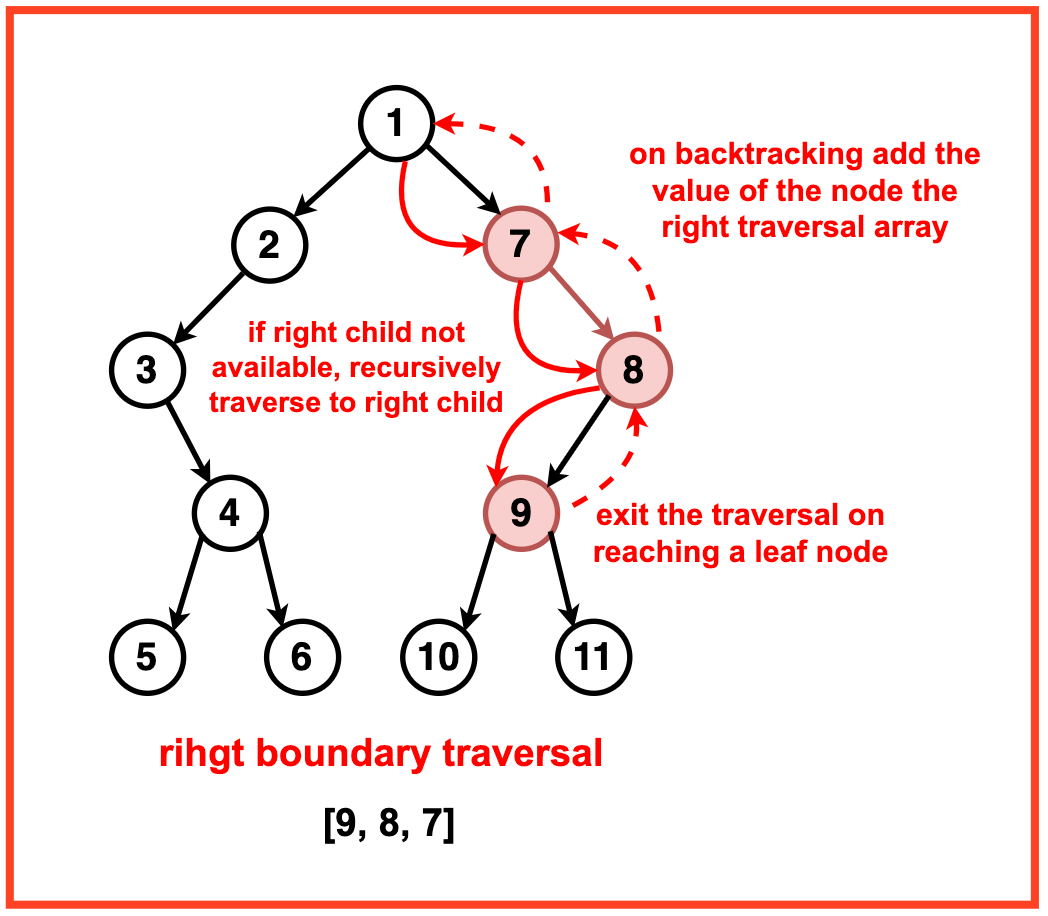 1
on backtracking add the
value of the node the
right traversal array
2
7
if right child not
available, recursively
traverse to right child
3
8
4
9
exit the traversal on
reaching a leaf node
5
6
10
11
rihgt boundary traversal
[9, 8, 7]